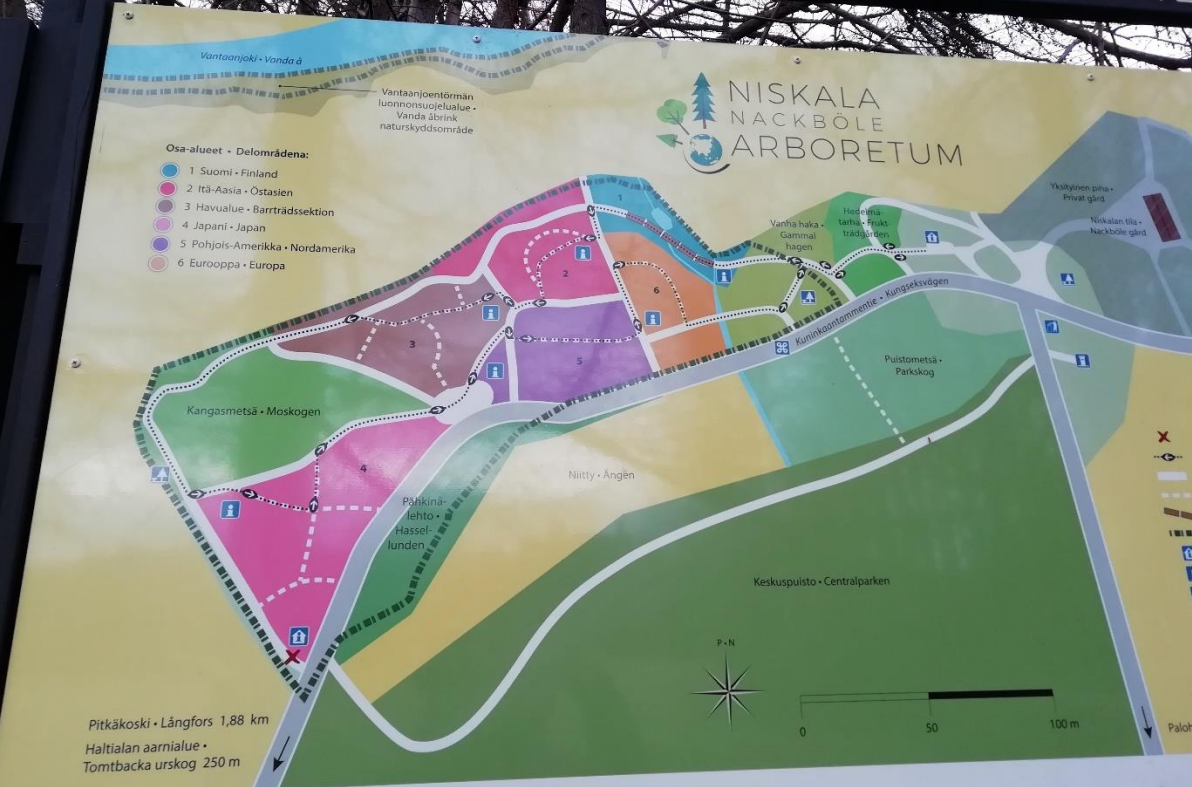 Vantaanjoki • Vanda å
Vantaanjoentörmän
luonnonsuojelualue •
Vanda åbrink
naturskyddsområde
NISKALA
NACKBÖLE
ARBORETUM
Osa-alueet • Delområdena:
1 Suomi • Finland
2 Itä-Aasia • Östasien
3 Havualue • Barrträdssektion
4 Japani • Japan
5 Pohjois-Amerikka • Nordamerika
6 Eurooppa • Europa
1
2
3
4
5
6
Vanha haka •
Gammal
hagen
Hedelmä-
tarha • Frukt-
trädgården
Yksityinen piha •
Privat gård
Niskalan tila •
Nackböle gård
Kuninkaantammentie • Kungseksvägen
Puistometsä •
Parkskog
Kangasmetsä • Moskogen
Niitty • Ängen
Pähkinä-
lehto •
Hassel-
lunden
Keskuspuisto • Centralparken
P • N
0
50
100 m
Pitkäkoski • Långfors 1,88 km
Haltialan aarnialue •
Tomtbacka urskog 250 m
Paloh